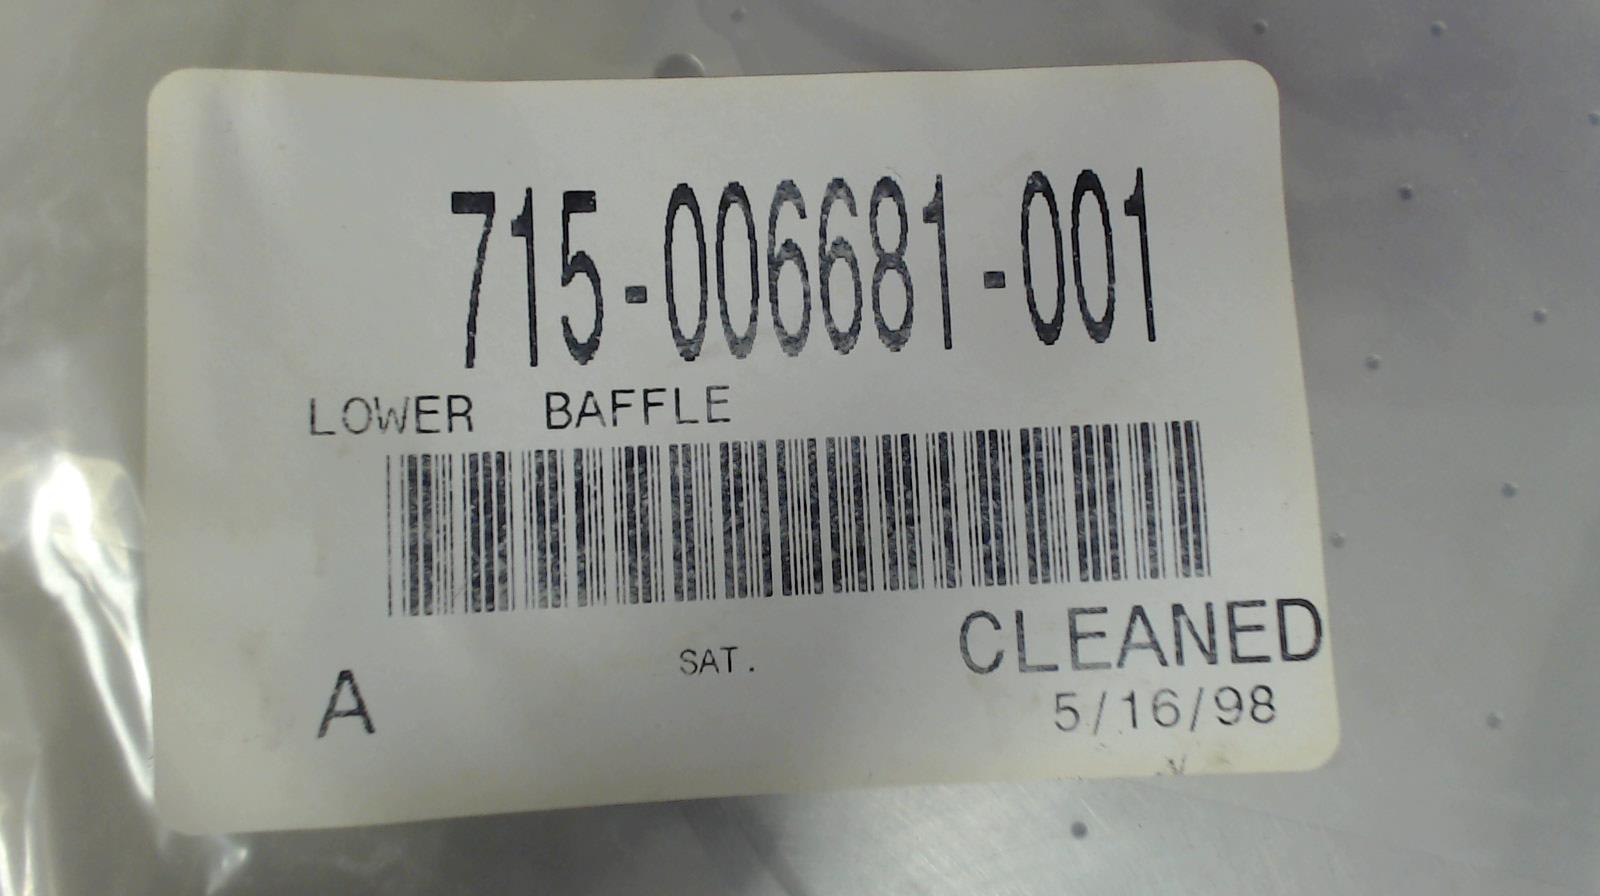 715-006681-001
LOWER BAFFLE
CLEANED
A SAT.
5/16/98